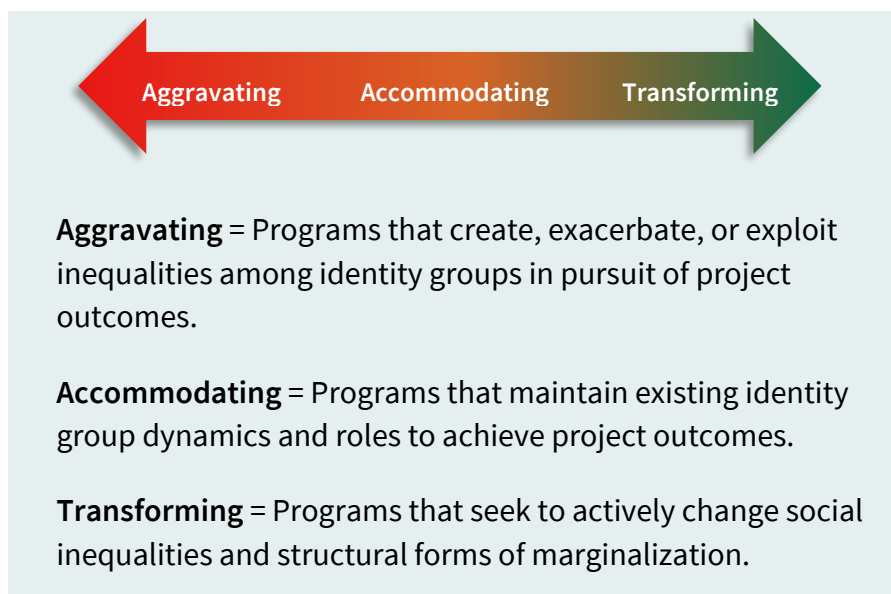 Aggravating Accommodating Transforming
Aggravating = Programs that create, exacerbate, or exploit
inequalities among identity groups in pursuit of project
outcomes.
Accommodating = Programs that maintain existing identity
group dynamics and roles to achieve project outcomes.
Transforming = Programs that seek to actively change social
inequalities and structural forms of marginalization.